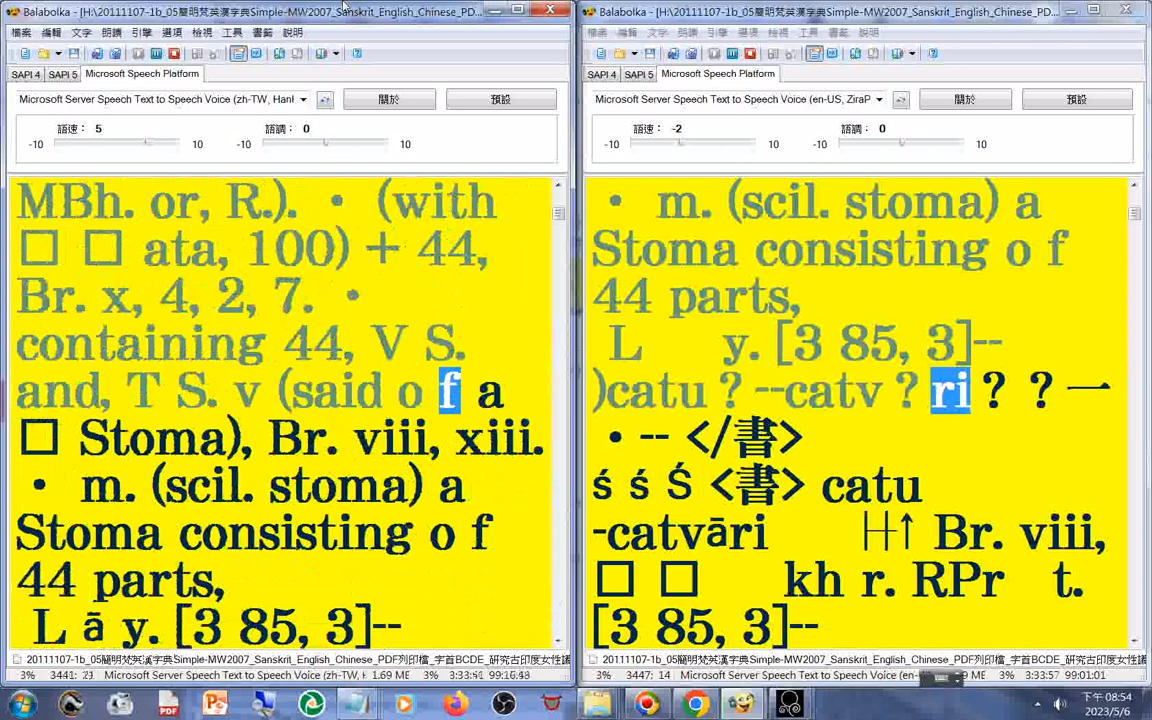 Balabolka - [H:\20111107-1b_05簡明梵英漢字典Simple-MW2007_Sanskrit_English_Chinese_PD...
檔案 編輯 文字 朗讀 引擎 選項 檢視 工具 書籤 說明
SAPI 4 SAPI 5 Microsoft Speech Platform
Microsoft Server Speech Text to Speech Voice (zh-TW, HanI
關於 預設
語速： 5 語調： 0
-10 10 -10 10
MBh. or, R.). • (with
□ □ ata, 100) + 44,
Br. x, 4, 2, 7. •
containing 44, V S.
and, T S. v (said o f a
□ Stoma), Br. viii, xiii.
• m. (scil. stoma) a
Stoma consisting o f
44 parts,
L ā y. [3 85, 3]--
20111107-1b_05簡明梵英漢字典Simple-MW2007_Sanskrit_English_Chinese_PDF列印檔_字首BCDE_研究古印度女性議
Microsoft Server Speech Text to Speech Voice (zh-TW, H 1.69 ME 3% 3:33:51 99:16:43
Balabolka - [H:\20111107-1b_05簡明梵英漢字典Simple-MW2007_Sanskrit_English_Chinese_PD...
檔案 編輯 文字 朗讀 引擎 選項 檢視 工具 書籤 說明
SAPI 4 SAPI 5 Microsoft Speech Platform
Microsoft Server Speech Text to Speech Voice (en-US, ZiraP
關於 預設
語速： -2 語調： 0
-10 10 -10 10
• m. (scil. stoma) a
Stoma consisting o f
44 parts,
L y. [3 85, 3]--
)catu ? --catv ? ri ? ? 一
• -- </書>
ś ś Ś <書> catu
-catvāri 卄↑ Br. viii,
□ □ kh r. RPr t.
[3 85, 3]--
20111107-1b_05簡明梵英漢字典Simple-MW2007_Sanskrit_English_Chinese_PDF列印檔_字首BCDE_研究古印度女性議
3% 3447: 14 Microsoft Server Speech Text to Speech Voice (en-US, ME 3% 3:33:57 99:01:01
下午 08:54
2023/5/6